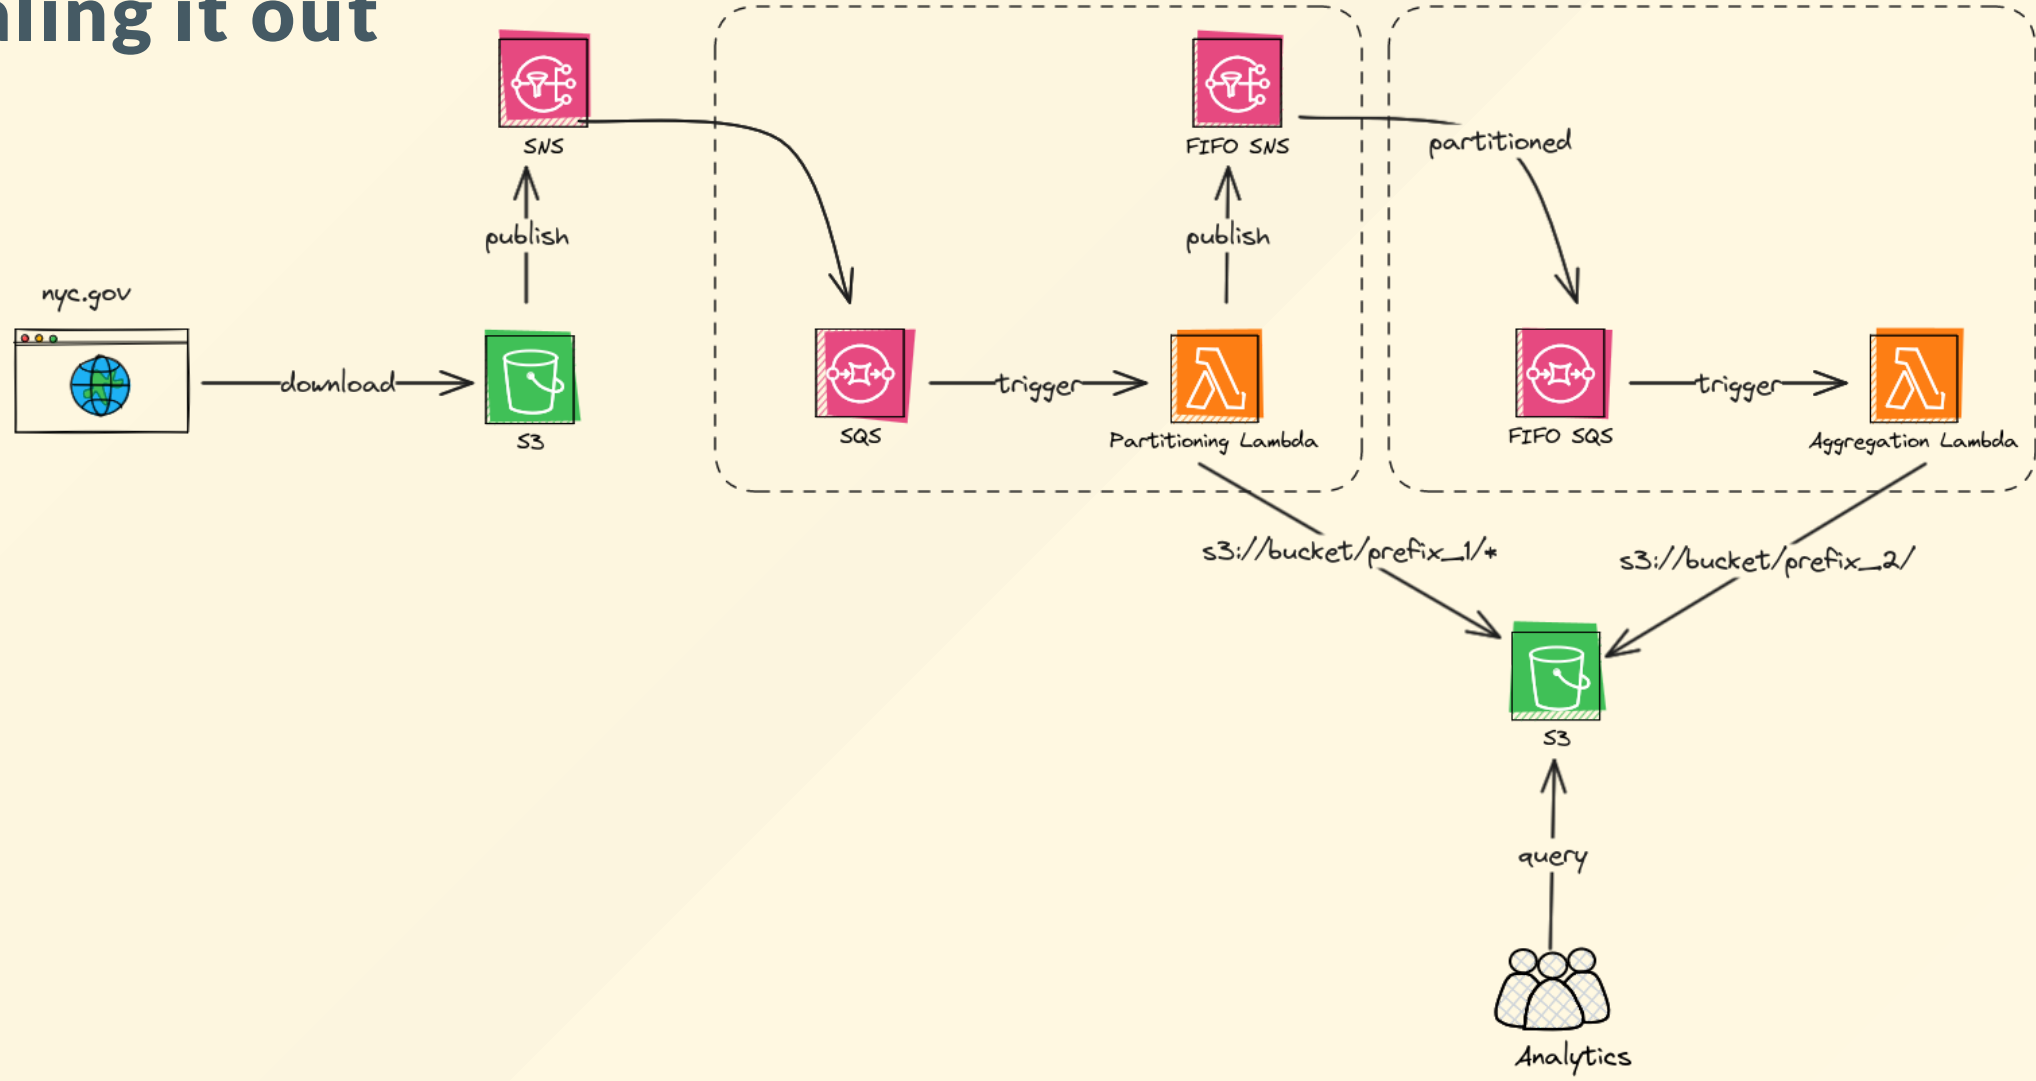 it out
SNS
FIFO SNS
partitioned
publish
publish
nyc.gov
download
trigger
trigger
S3
SQS
Partitioning Lambda
FIFO SQS
Aggregation Lambda
s3://bucket/prefix_1/*
s3://bucket/prefix_2/
S3
query
Analytics